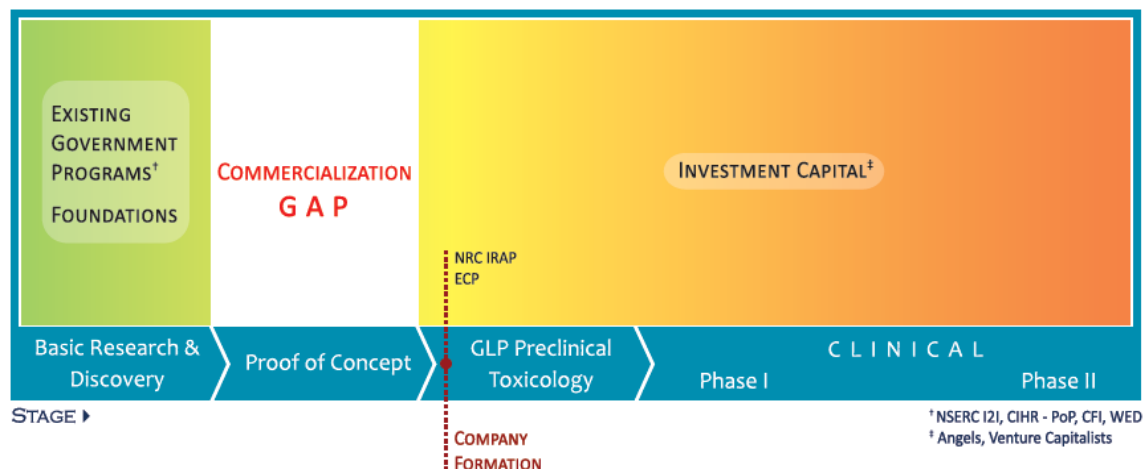 EXISTING
GOVERNMENT
PROGRAMS†
FOUNDATIONS
COMMERCIALIZATION
GAP
INVESTMENT CAPITAL‡
NRC IRAP
ECP
Basic Research &
Discovery
Proof of Concept
GLP Preclinical
Toxicology
CLINICAL
Phase I
Phase II
STAGE
† NSERC I2I, CIHR - PoP, CFI, WED
‡ Angels, Venture Capitalists
COMPANY
FORMATION